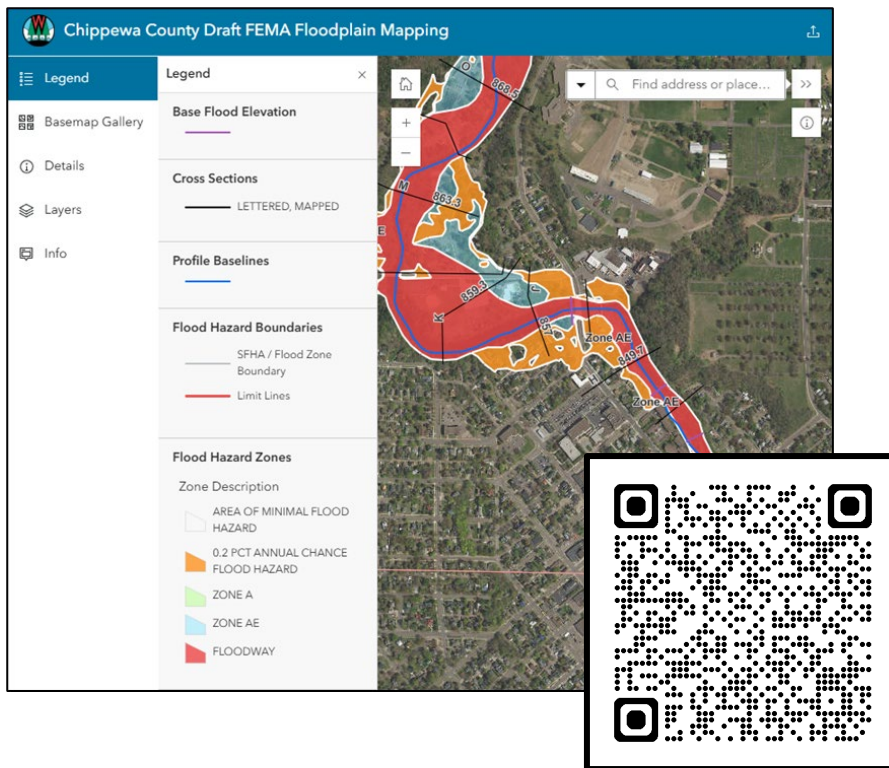 W
Chippewa County Draft FEMA Floodplain Mapping
Legend
Basemap Gallery
Details
Layers
Info
Legend
Base Flood Elevation
Cross Sections
LETTERED, MAPPED
Profile Baselines
Flood Hazard Boundaries
SFHA / Flood Zone
Boundary
Limit Lines
Flood Hazard Zones
Zone Description
AREA OF MINIMAL FLOOD
HAZARD
0.2 PCT ANNUAL CHANCE
FLOOD HAZARD
ZONE A
ZONE AE
FLOODWAY
Find address or place...
O
868.5
M
863.3
E
859.3
K
J
857
Zone AE
849.7
H
Zone AE